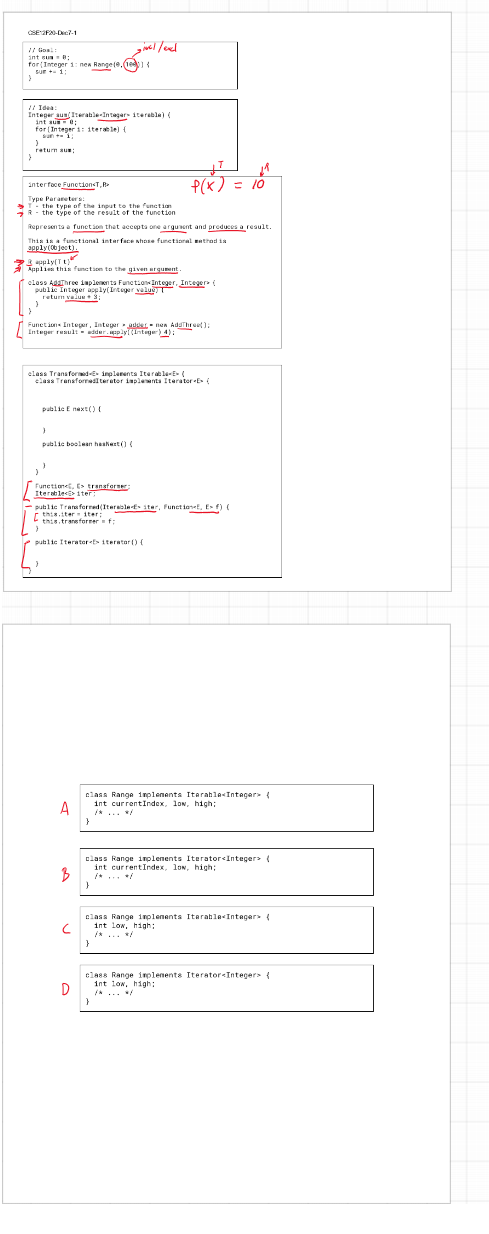 CSE12F20-Dec7-1
incl/excl
// Goal:
int sum = 0;
for(Integer i: new Range(0, 100)) {
sum += i;
}
// Idea:
Integer sum(Iterable<Integer> iterable) {
int sum = 0;
for(Integer i: iterable) {
sum += i;
}
return sum;
}
T R
interface Function<T,R>
f(x) = 10
Type Parameters:
T - the type of the input to the function
R - the type of the result of the function
Represents a function that accepts one argument and produces a result.
This is a functional interface whose functional method is
apply(Object).
R apply(T t)
Applies this function to the given argument.
class AddThree implements Function<Integer, Integer> {
public Integer apply(Integer value) {
return value + 3;
}
}
Function< Integer, Integer > adder = new AddThree();
Integer result = adder.apply((Integer) 4);
class Transformed<E> implements Iterable<E> {
class TransformedIterator implements Iterator<E> {
public E next() {
}
public boolean hasNext() {
}
}
Function<E, E> transformer;
Iterable<E> iter;
public Transformed(Iterable<E> iter, Function<E, E> f) {
this.iter = iter;
this.transformer = f;
}
public Iterator<E> iterator() {
}
}
A
class Range implements Iterable<Integer> {
int currentIndex, low, high;
/* ... */
}
B
class Range implements Iterator<Integer> {
int currentIndex, low, high;
/* ... */
}
C
class Range implements Iterable<Integer> {
int low, high;
/* ... */
}
D
class Range implements Iterator<Integer> {
int low, high;
/* ... */
}